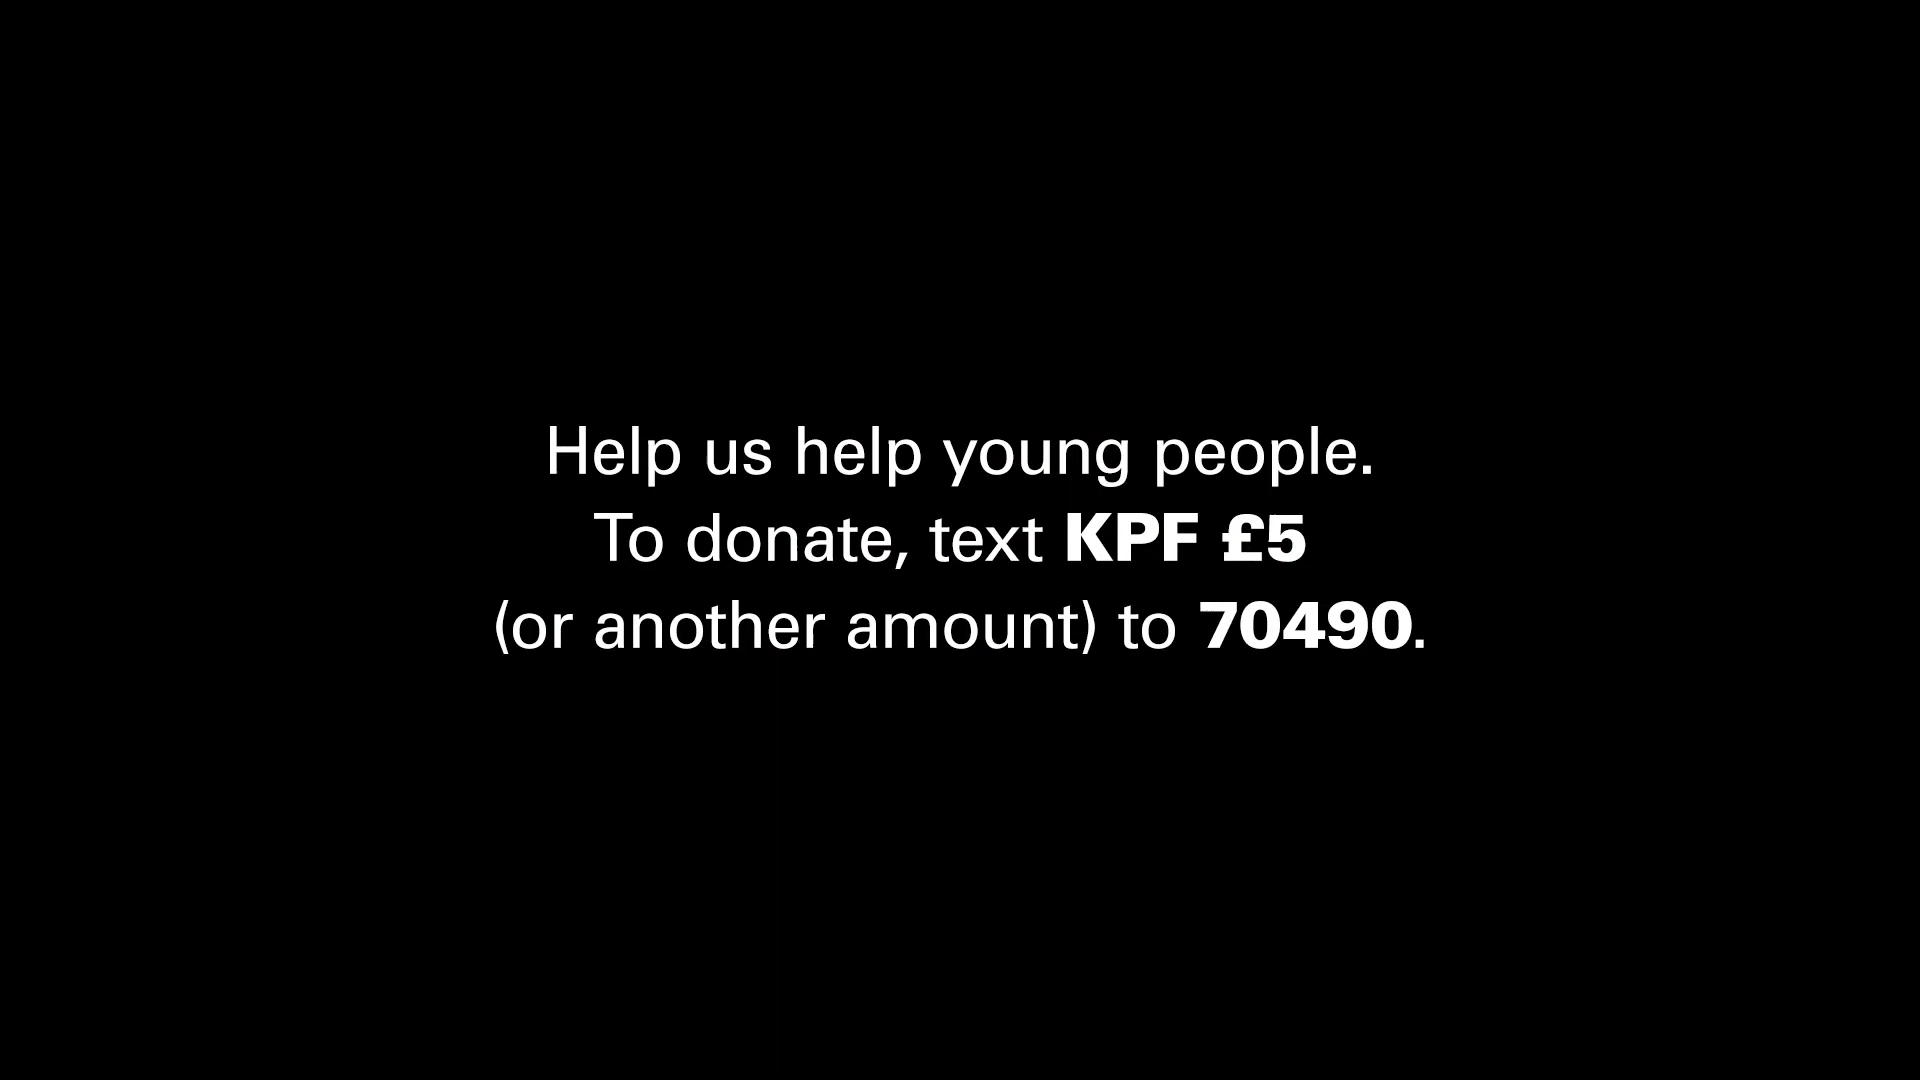 Help us help young people.
To donate, text KPF £5
(or another amount) to 70490.